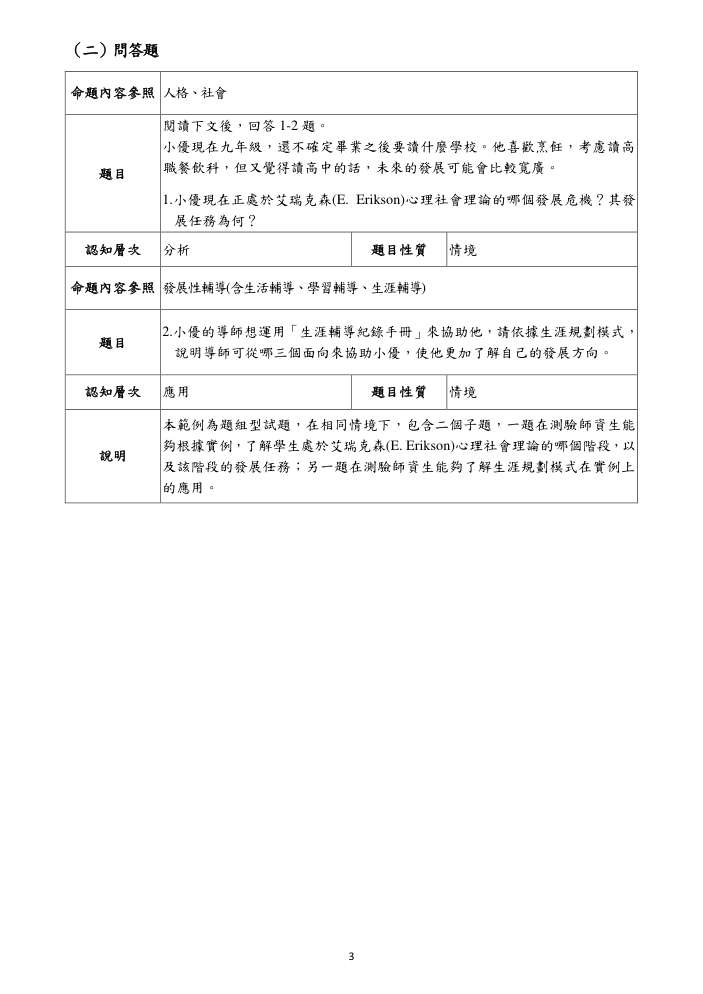 （二）問答題
命題內容參照 人格、社會
題目
閱讀下文後，回答 1-2 題。
小優現在九年級，還不確定畢業之後要讀什麼學校。他喜歡烹飪，考慮讀高
職餐飲科，但又覺得讀高中的話，未來的發展可能會比較寬廣。
1.小優現在正處於艾瑞克森(E. Erikson)心理社會理論的哪個發展危機？其發
展任務為何？
認知層次 分析 題目性質 情境
命題內容參照 發展性輔導(含生活輔導、學習輔導、生涯輔導)
題目
2.小優的導師想運用「生涯輔導紀錄手冊」來協助他，請依據生涯規劃模式，
說明導師可從哪三個面向來協助小優，使他更加了解自己的發展方向。
認知層次 應用 題目性質 情境
說明
本範例為題組型試題，在相同情境下，包含二個子題，一題在測驗師資生能
夠根據實例，了解學生處於艾瑞克森(E. Erikson)心理社會理論的哪個階段，以
及該階段的發展任務；另一題在測驗師資生能夠了解生涯規劃模式在實例上
的應用。
3